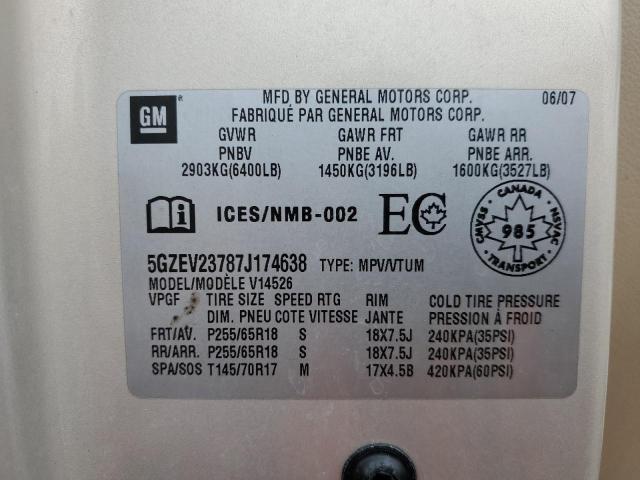 GM
MFD BY GENERAL MOTORS CORP. 06/07
FABRIQUÉ PAR GENERAL MOTORS CORP.
GVWR GAWR FRT GAWR RR
PNBV PNBE AV. PNBE ARR.
2903KG(6400LB) 1450KG(3196LB) 1600KG(3527LB)
i ICES/NMB-002 EC
CANADA
CMVSS 985 NSVAC
TRANSPORT
5GZEV23787J174638 TYPE: MPV/VTUM
MODEL/MODÈLE V14526
VPGF TIRE SIZE SPEED RTG RIM COLD TIRE PRESSURE
DIM. PNEU COTE VITESSE JANTE PRESSION À FROID
FRT/AV. P255/65R18 S 18X7.5J 240KPA(35PSI)
RR/ARR. P255/65R18 S 18X7.5J 240KPA(35PSI)
SPA/SOS T145/70R17 M 17X4.5B 420KPA(60PSI)